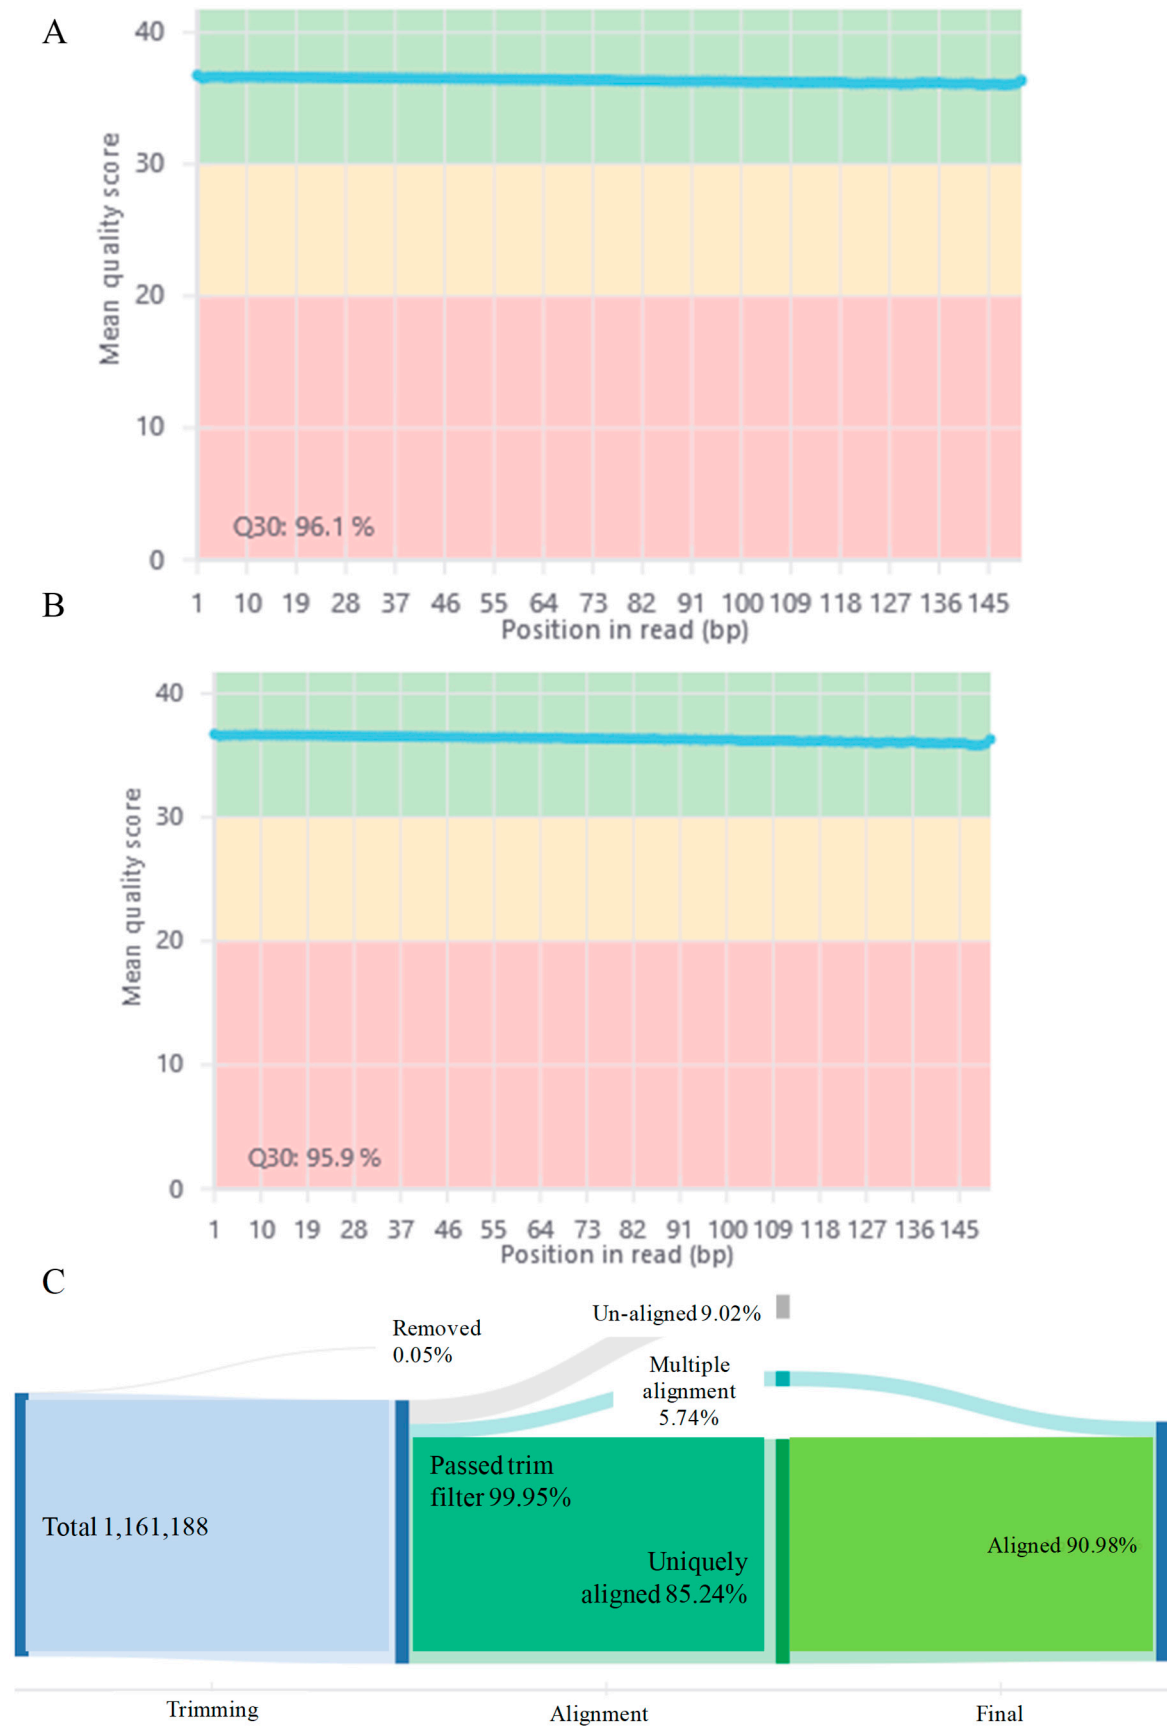 A
40
30
20
10
0
Mean quality score
Q30: 96.1 %
1 10 19 28 37 46 55 64 73 82 91 100 109 118 127 136 145
Position in read (bp)
B
40
30
20
10
0
Mean quality score
Q30: 95.9 %
1 10 19 28 37 46 55 64 73 82 91 100 109 118 127 136 145
Position in read (bp)
C
Removed
0.05%
Un-aligned 9.02%
Multiple
alignment
5.74%
Passed trim
filter 99.95%
Total 1,161,188
Uniquely
aligned 85.24%
Aligned 90.98%
Trimming
Alignment
Final